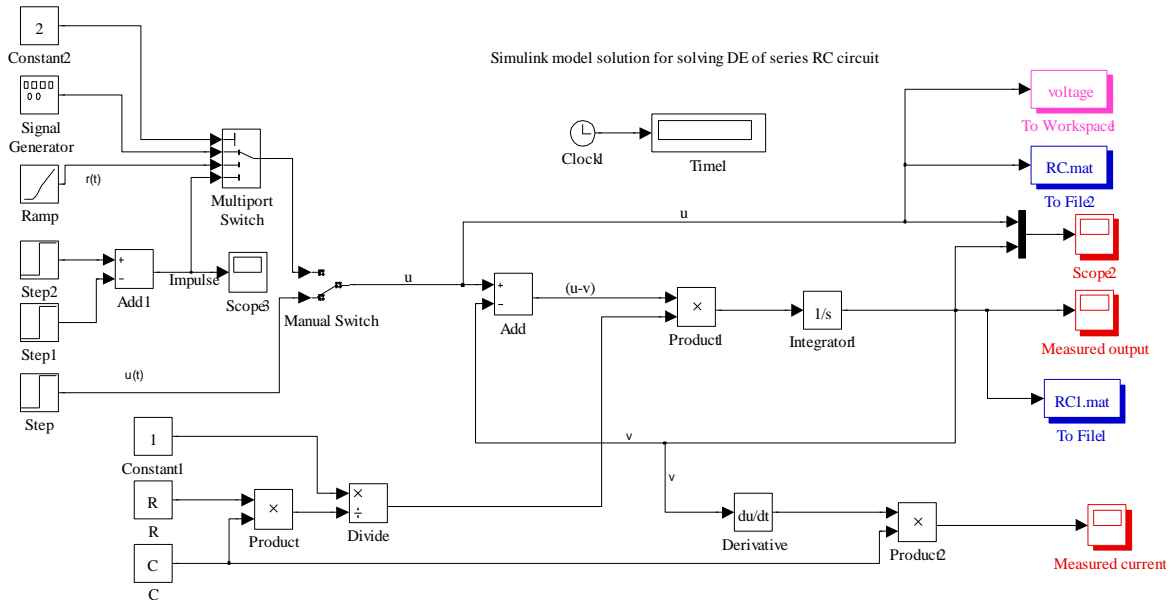 2
Constant2
Simulink model solution for solving DE of series RC circuit
voltage
To Workspace1
Signal
Generator
Clock1
Time1
RC.mat
To File2
r(t)
Ramp
Multiport
Switch
u
Scope2
Step2
+
−
Add1
Impulse
Scope3
Manual Switch
u
+
−
Add
(u-v)
×
Product1
1/s
Integrator1
Measured output
Step1
u(t)
Step
RC1.mat
To File1
1
Constant1
v
v
R
R
×
Product
×
÷
Divide
du/dt
Derivative
×
Product2
Measured current
C
C